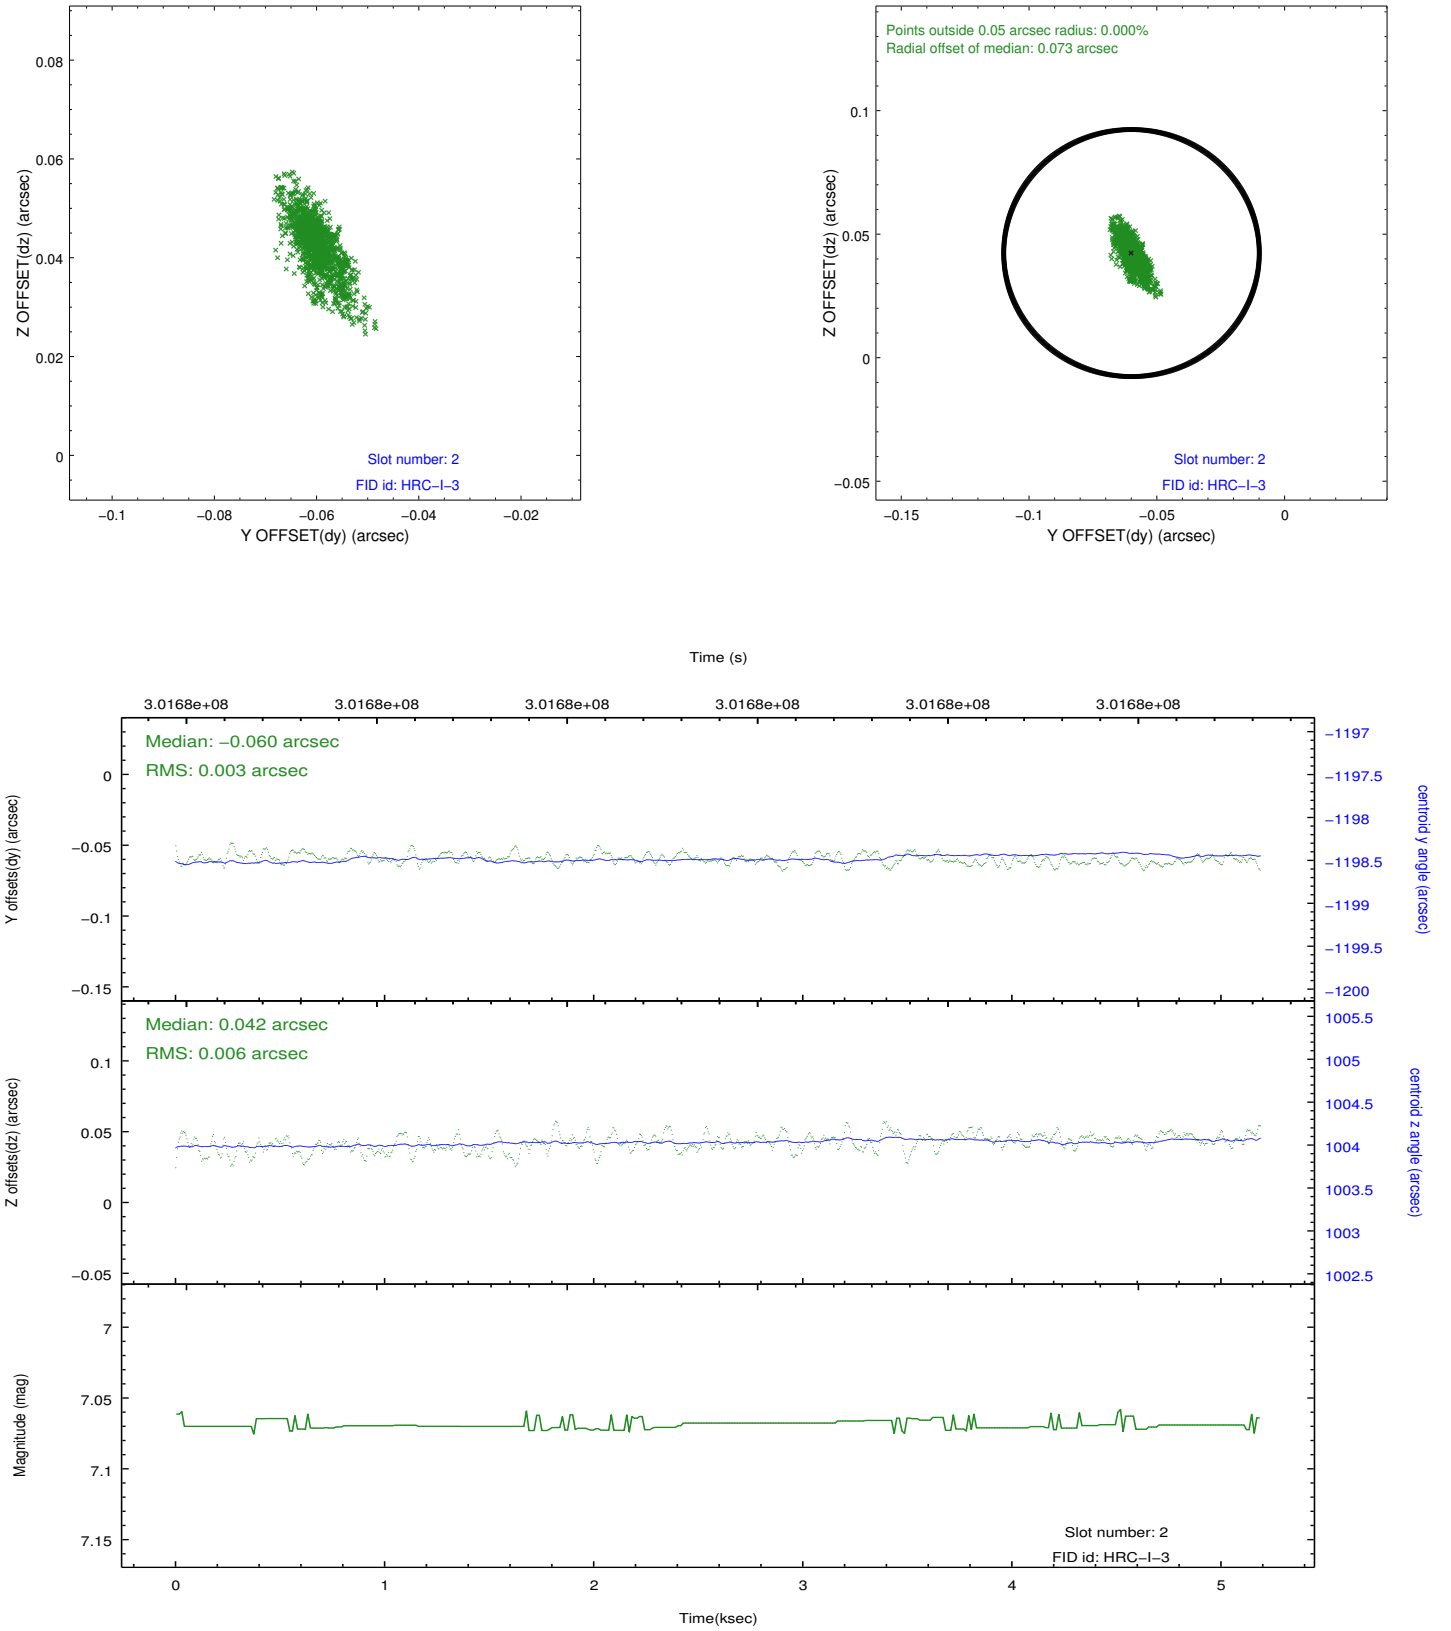 0.08
0.06
0.04
0.02
0
Z OFFSET(dz) (arcsec)
Slot number: 2
FID id: HRC−I−3
−0.1
−0.08
−0.06
−0.04
−0.02
Y OFFSET(dy) (arcsec)
Points outside 0.05 arcsec radius: 0.000%
Radial offset of median: 0.073 arcsec
0.1
0.05
0
−0.05
Z OFFSET(dz) (arcsec)
Slot number: 2
FID id: HRC−I−3
−0.15
−0.1
−0.05
0
Y OFFSET(dy) (arcsec)
Time (s)
3.0168e+08
3.0168e+08
3.0168e+08
3.0168e+08
3.0168e+08
3.0168e+08
Median: −0.060 arcsec
RMS: 0.003 arcsec
0
−0.05
−0.1
−0.15
Y offsets(dy) (arcsec)
−1197
−1197.5
−1198
−1198.5
−1199
−1199.5
−1200
centroid y angle (arcsec)
Median: 0.042 arcsec
RMS: 0.006 arcsec
0.1
0.05
0
−0.05
Z offsets(dz) (arcsec)
1005.5
1005
1004.5
1004
1003.5
1003
1002.5
centroid z angle (arcsec)
7
7.05
7.1
7.15
Magnitude (mag)
Slot number: 2
FID id: HRC−I−3
0
1
2
3
4
5
Time(ksec)